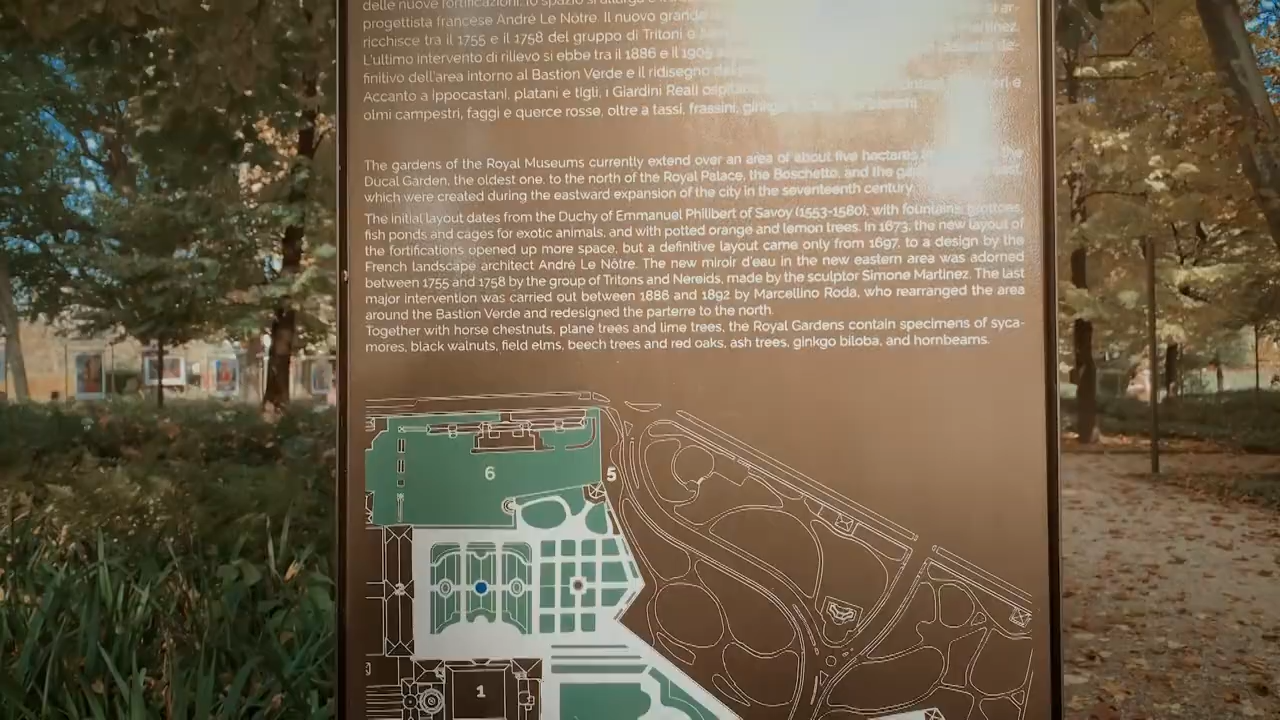 delle nuove fortificazioni, lo spazio si allarga e
progettista francese André Le Nôtre. Il nuovo grande
ricchisce tra il 1755 e il 1758 del gruppo di Tritoni e
L'ultimo intervento di rilievo si ebbe tra il 1886 e il 1905
finitivo dell'area intorno al Bastion Verde e il ridisegno
Accanto a ippocastani, platani e tigli, i Giardini Reali
olmi campestri, faggi e querce rosse, oltre a tassi, frassini,
The gardens of the Royal Museums currently extend over an area of about five hectares
Ducal Garden, the oldest one, to the north of the Royal Palace, the Boschetto, and the
which were created during the eastward expansion of the city in the seventeenth century.
The initial layout dates from the Duchy of Emmanuel Philibert of Savoy (1553-1580), with fountains, grottoes,
fish ponds and cages for exotic animals, and with potted orange and lemon trees. In 1673, the new layout of
the fortifications opened up more space, but a definitive layout came only from 1697, to a design by the
French landscape architect André Le Nôtre. The new miroir d'eau in the new eastern area was adorned
between 1755 and 1758 by the group of Tritons and Nereids, made by the sculptor Simone Martinez. The last
major intervention was carried out between 1886 and 1892 by Marcellino Roda, who rearranged the area
around the Bastion Verde and redesigned the parterre to the north.
Together with horse chestnuts, plane trees and lime trees, the Royal Gardens contain specimens of syca-
mores, black walnuts, field elms, beech trees and red oaks, ash trees, ginkgo biloba, and hornbeams.
6
5
1